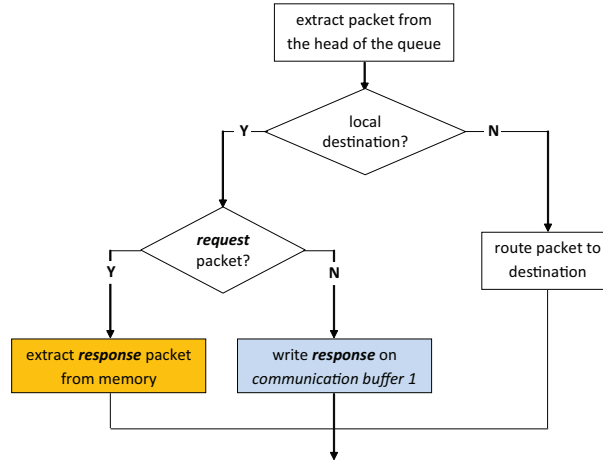 extract packet from
the head of the queue
local
destination?
Y
N
request
packet?
route packet to
destination
Y
N
extract response packet
from memory
write response on
communication buffer 1